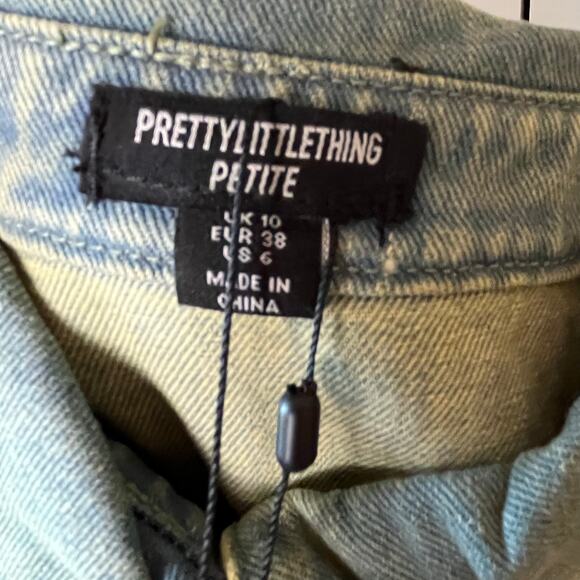 PRETTYLITTLETHING
PETITE
UK 10
EUR 38
US 6
MADE IN
CHINA